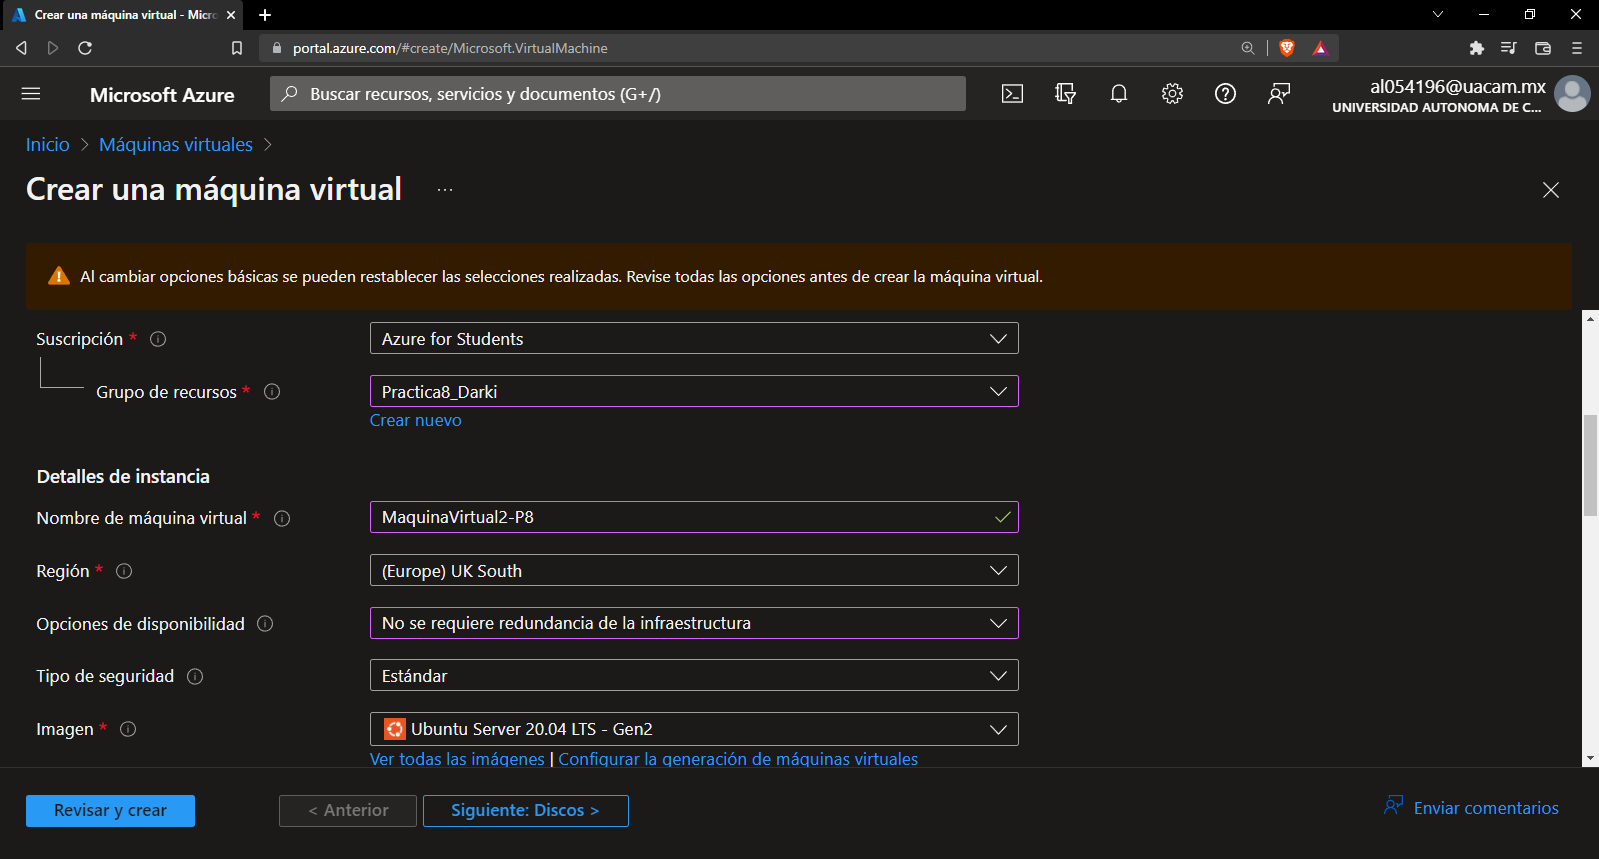 Crear una máquina virtual - Micro
portal.azure.com/#create/Microsoft.VirtualMachine
Microsoft Azure
Buscar recursos, servicios y documentos (G+/)
al054196@uacam.mx
UNIVERSIDAD AUTONOMA DE C...
Inicio > Máquinas virtuales >
Crear una máquina virtual ...
Al cambiar opciones básicas se pueden restablecer las selecciones realizadas. Revise todas las opciones antes de crear la máquina virtual.
Suscripción * Azure for Students
Grupo de recursos * Practica8_Darki
Crear nuevo
Detalles de instancia
Nombre de máquina virtual * MaquinaVirtual2-P8
Región * (Europe) UK South
Opciones de disponibilidad No se requiere redundancia de la infraestructura
Tipo de seguridad Estándar
Imagen * Ubuntu Server 20.04 LTS - Gen2
Ver todas las imágenes | Configurar la generación de máquinas virtuales
Revisar y crear
< Anterior
Siguiente: Discos >
Enviar comentarios